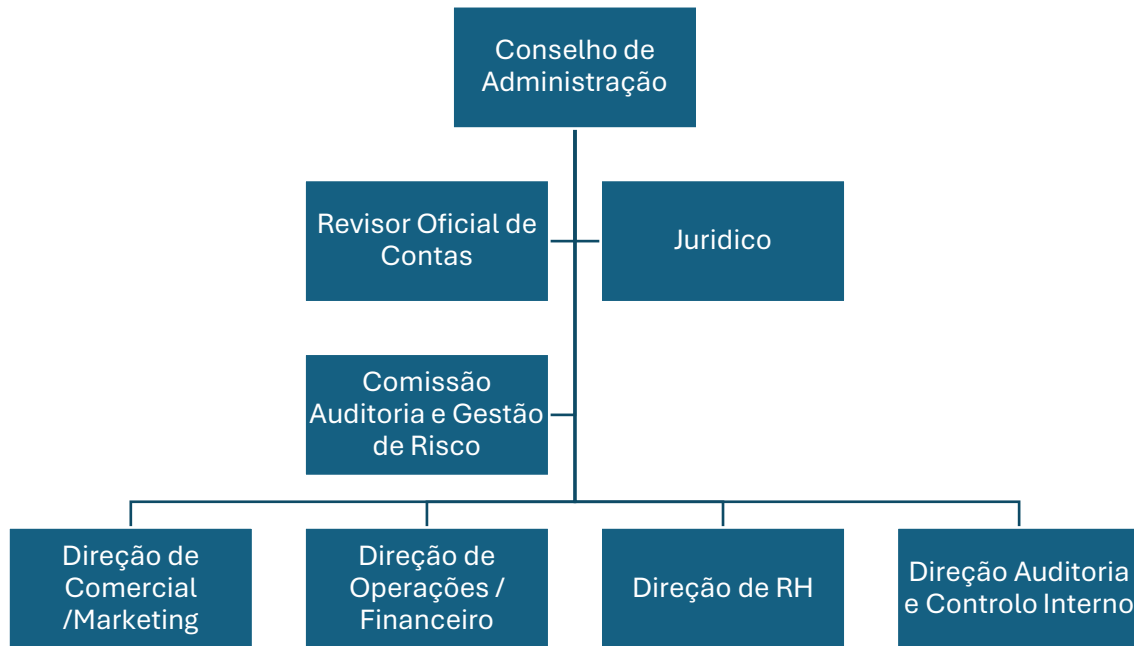 Conselho de
Administração
Revisor Oficial de
Contas
Juridico
Comissão
Auditoria e Gestão
de Risco
Direção de
Comercial
/Marketing
Direção de
Operações /
Financeiro
Direção de RH
Direção Auditoria
e Controlo Interno